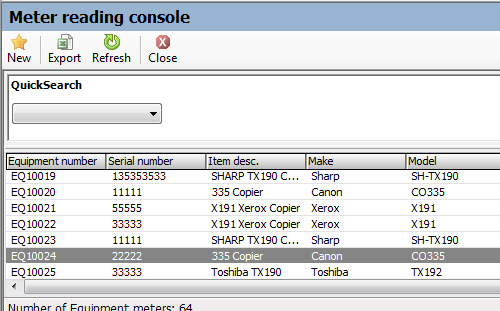 Meter reading console
New Export Refresh Close
QuickSearch
Equipment number Serial number Item desc. Make Model
EQ10019 135353533 SHARP TX190 C... Sharp SH-TX190
EQ10020 11111 335 Copier Canon CO335
EQ10021 55555 X191 Xerox Copier Xerox X191
EQ10022 33333 X191 Xerox Copier Xerox X191
EQ10023 11111 SHARP TX190 C... Sharp SH-TX190
EQ10024 22222 335 Copier Canon CO335
EQ10025 33333 Toshiba TX190 Toshiba TX192
Number of Equipment meters: 64